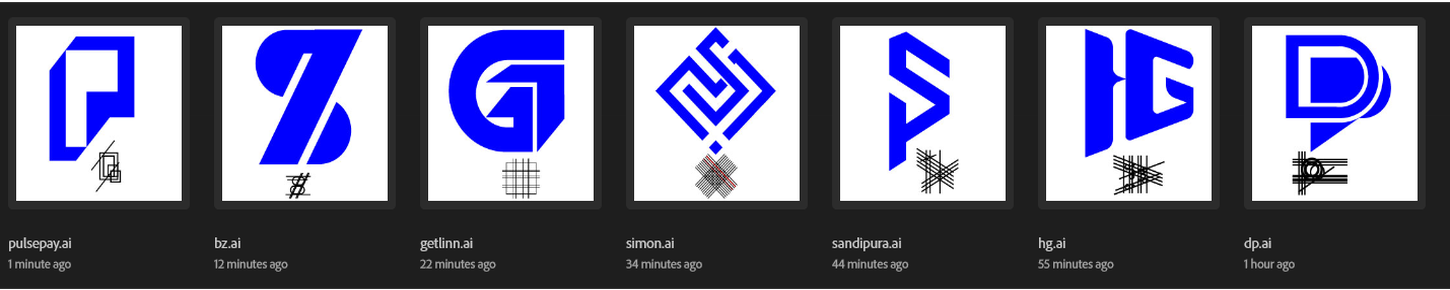 pulsepay.ai
1 minute ago
bz.ai
12 minutes ago
getlinn.ai
22 minutes ago
simon.ai
34 minutes ago
sandipura.ai
44 minutes ago
hg.ai
55 minutes ago
dp.ai
1 hour ago